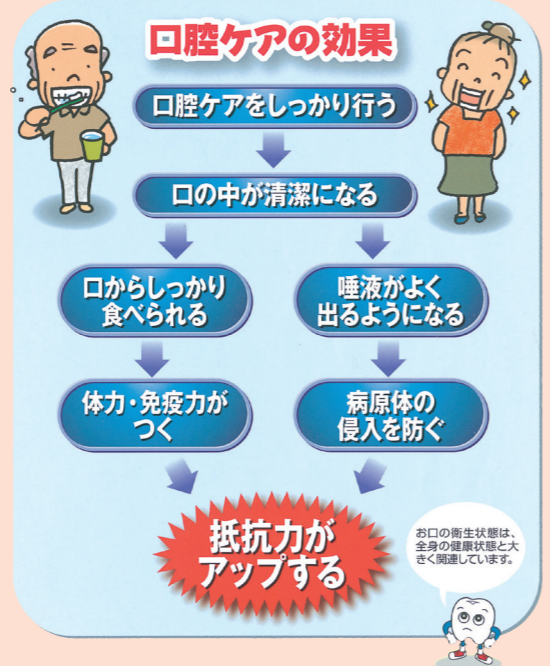 口腔ケアの効果
口腔ケアをしっかり行う
口の中が清潔になる
口からしっかり
食べられる
唾液がよく
出るようになる
体力・免疫力が
つく
病原体の
侵入を防ぐ
抵抗力が
アップする
お口の衛生状態は、
全身の健康状態と大
きく関連しています。